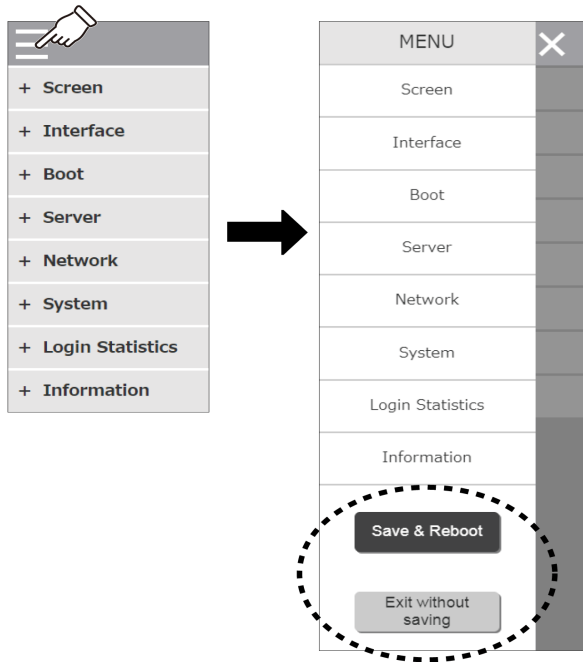 + Screen
+ Interface
+ Boot
+ Server
+ Network
+ System
+ Login Statistics
+ Information
MENU
Screen
Interface
Boot
Server
Network
System
Login Statistics
Information
Save & Reboot
Exit without
saving